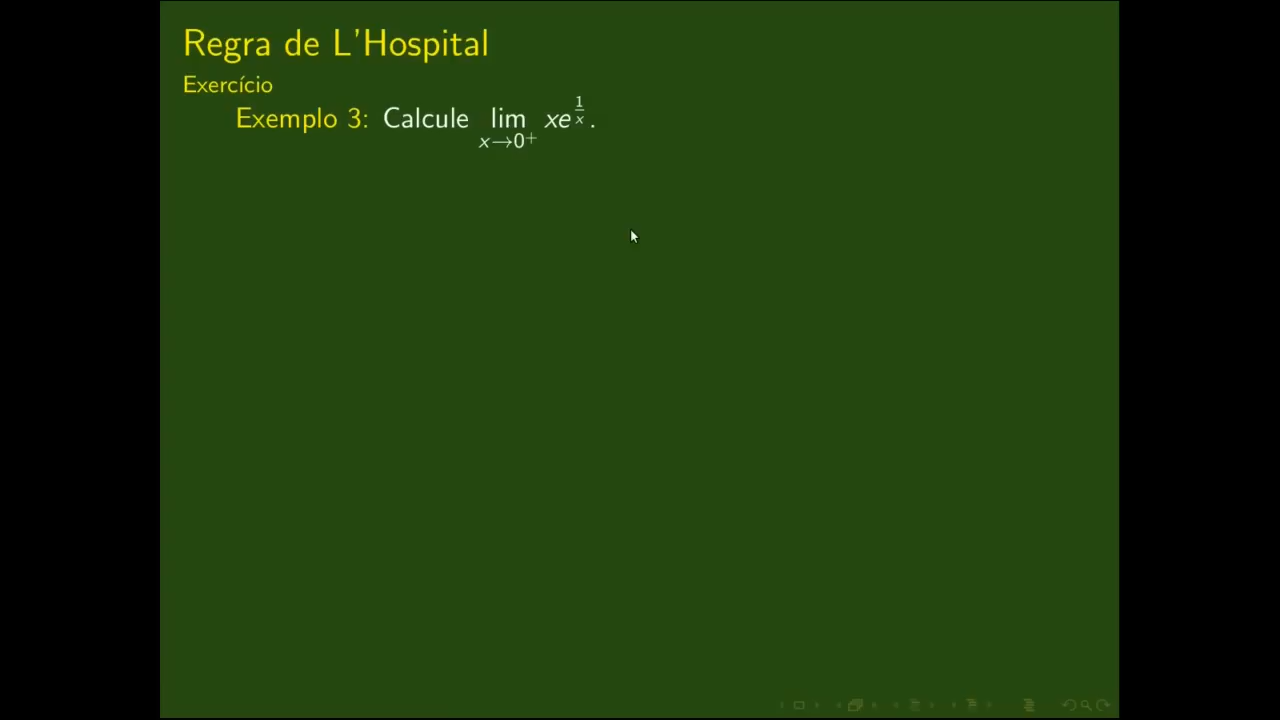 Regra de L'Hospital
Exercício
Exemplo 3: Calcule lim x→0⁺ xe^{1/x}.